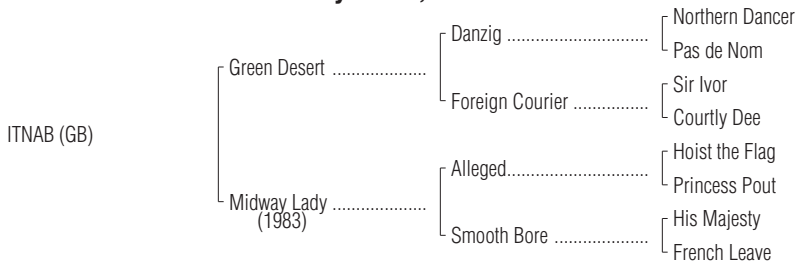 Danzig ..............................
Northern Dancer
Pas de Nom
Green Desert ....................
Foreign Courier ................
Sir Ivor
Courtly Dee
ITNAB (GB)
Midway Lady ....................
(1983)
Alleged..............................
Hoist the Flag
Princess Pout
Smooth Bore ....................
His Majesty
French Leave